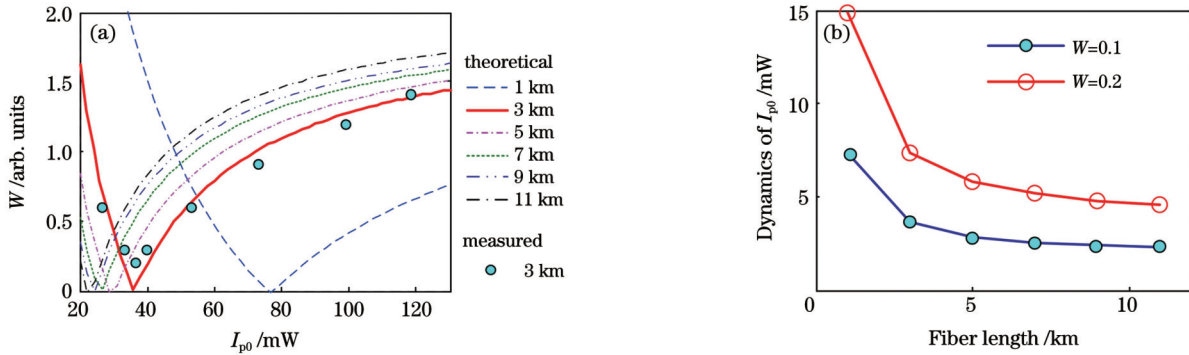 (a)
W /arb. units
2.0
1.5
1.0
0.5
0
20
40
60
80
100
120
I_p0 /mW
theoretical
1 km
3 km
5 km
7 km
9 km
11 km
measured
3 km
(b)
Dynamics of I_p0 /mW
15
15
5
0
5
10
Fiber length /km
W=0.1
W=0.2